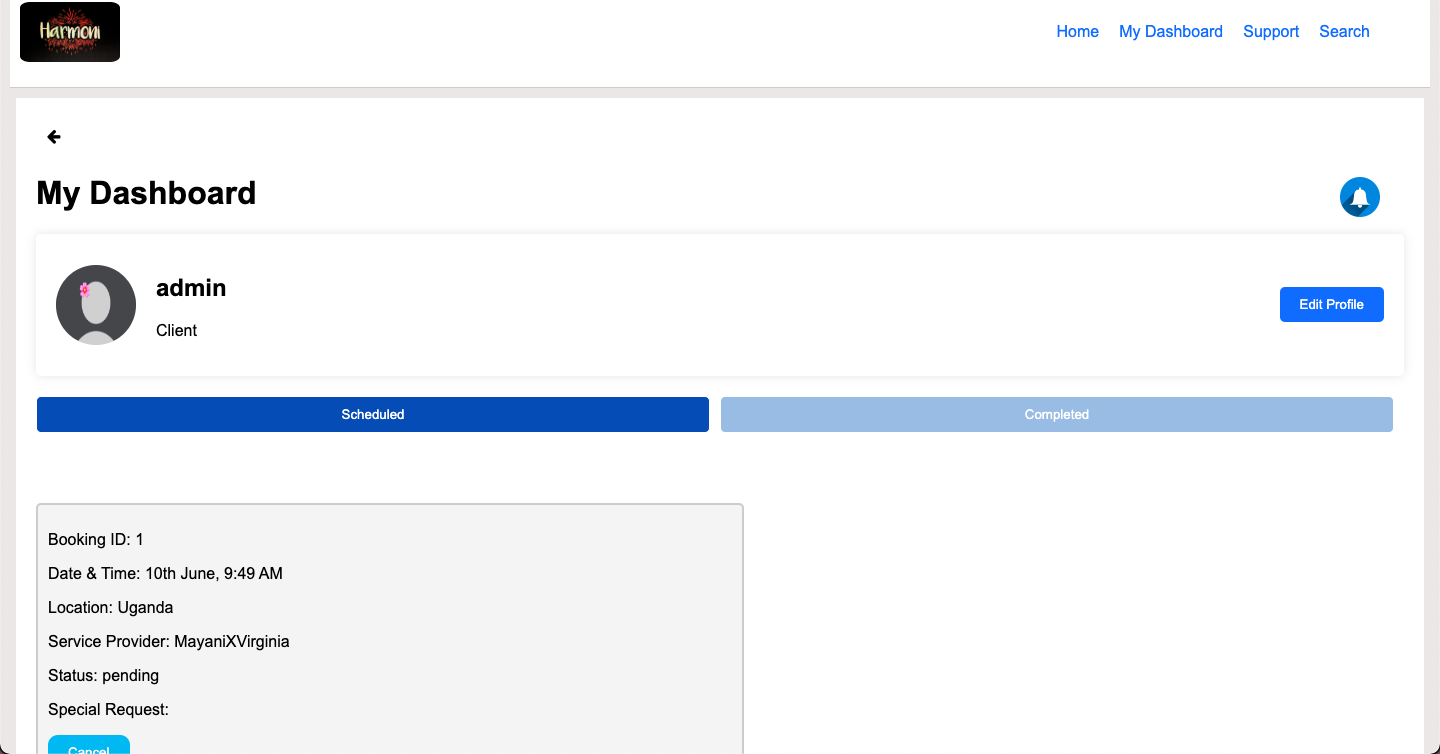 Harmoni
Home My Dashboard Support Search
My Dashboard
admin
Client
Edit Profile
Scheduled Completed
Booking ID: 1
Date & Time: 10th June, 9:49 AM
Location: Uganda
Service Provider: MayaniXVirginia
Status: pending
Special Request:
Cancel